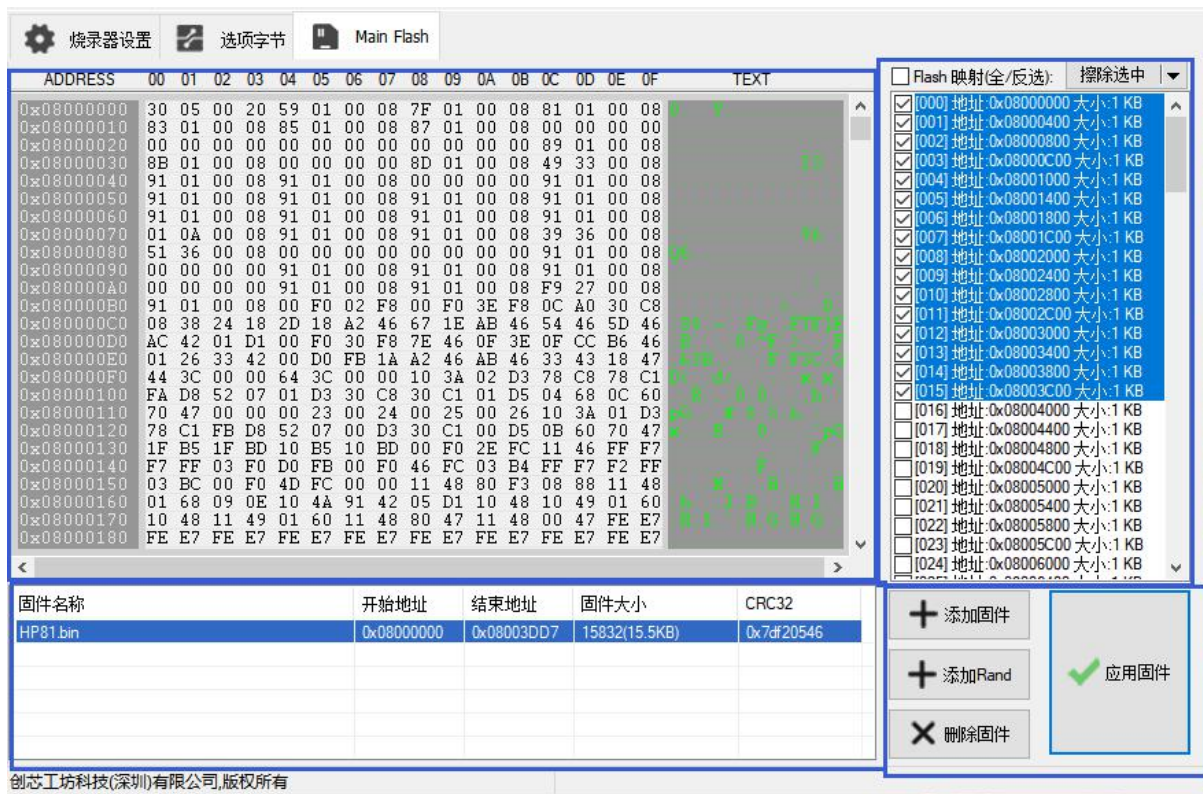 烧录器设置 选项字节 Main Flash
ADDRESS 00 01 02 03 04 05 06 07 08 09 0A 0B 0C 0D 0E 0F TEXT
0x08000000 30 05 00 20 59 01 00 08 7F 01 00 08 81 01 00 08
0x08000010 83 01 00 08 85 01 00 08 87 01 00 08 00 00 00 00
0x08000020 00 00 00 00 00 00 00 00 00 00 00 00 89 01 00 08
0x08000030 8B 01 00 08 00 00 00 00 8D 01 00 08 49 33 00 08
0x08000040 91 01 00 08 91 01 00 08 00 00 00 00 91 01 00 08
0x08000050 91 01 00 08 91 01 00 08 91 01 00 08 91 01 00 08
0x08000060 91 01 00 08 91 01 00 08 91 01 00 08 91 01 00 08
0x08000070 01 0A 00 08 91 01 00 08 91 01 00 08 39 36 00 08
0x08000080 51 36 00 08 00 00 00 00 00 00 00 00 91 01 00 08
0x08000090 00 00 00 00 91 01 00 08 91 01 00 08 91 01 00 08
0x080000A0 00 00 00 00 91 01 00 08 91 01 00 08 F9 27 00 08
0x080000B0 91 01 00 08 00 F0 02 F8 00 F0 3E F8 0C A0 30 C8
0x080000C0 08 38 24 18 2D 18 A2 46 67 1E AB 46 54 46 5D 46
0x080000D0 AC 42 01 D1 00 F0 30 F8 7E 46 0F 3E 0F CC B6 46
0x080000E0 01 26 33 42 00 D0 FB 1A A2 46 AB 46 33 43 18 47
0x080000F0 44 3C 00 00 64 3C 00 00 10 3A 02 D3 78 C8 78 C1
0x08000100 FA D8 52 07 01 D3 30 C8 30 C1 01 D5 04 68 0C 60
0x08000110 70 47 00 00 00 23 00 24 00 25 00 26 10 3A 01 D3
0x08000120 78 C1 FB D8 52 07 00 D3 30 C1 00 D5 0B 60 70 47
0x08000130 1F B5 1F BD 10 B5 10 BD 00 F0 2E FC 11 46 FF F7
0x08000140 F7 FF 03 F0 D0 FB 00 F0 46 FC 03 B4 FF F7 F2 FF
0x08000150 03 BC 00 F0 4D FC 00 00 11 48 80 F3 08 88 11 48
0x08000160 01 68 09 0E 10 4A 91 42 05 D1 10 48 10 49 01 60
0x08000170 10 48 11 49 01 60 11 48 80 47 11 48 00 47 FE E7
0x08000180 FE E7 FE E7 FE E7 FE E7 FE E7 FE E7 FE E7 FE E7
Flash 映射(全/反选): 擦除选中
[000] 地址:0x08000000 大小:1 KB
[001] 地址:0x08000400 大小:1 KB
[002] 地址:0x08000800 大小:1 KB
[003] 地址:0x08000C00 大小:1 KB
[004] 地址:0x08001000 大小:1 KB
[005] 地址:0x08001400 大小:1 KB
[006] 地址:0x08001800 大小:1 KB
[007] 地址:0x08001C00 大小:1 KB
[008] 地址:0x08002000 大小:1 KB
[009] 地址:0x08002400 大小:1 KB
[010] 地址:0x08002800 大小:1 KB
[011] 地址:0x08002C00 大小:1 KB
[012] 地址:0x08003000 大小:1 KB
[013] 地址:0x08003400 大小:1 KB
[014] 地址:0x08003800 大小:1 KB
[015] 地址:0x08003C00 大小:1 KB
[016] 地址:0x08004000 大小:1 KB
[017] 地址:0x08004400 大小:1 KB
[018] 地址:0x08004800 大小:1 KB
[019] 地址:0x08004C00 大小:1 KB
[020] 地址:0x08005000 大小:1 KB
[021] 地址:0x08005400 大小:1 KB
[022] 地址:0x08005800 大小:1 KB
[023] 地址:0x08005C00 大小:1 KB
[024] 地址:0x08006000 大小:1 KB
固件名称 开始地址 结束地址 固件大小 CRC32
HP81.bin 0x08000000 0x08003DD7 15832(15.5KB) 0x7df20546
添加固件
添加Rand
删除固件
应用固件
创芯工坊科技(深圳)有限公司,版权所有